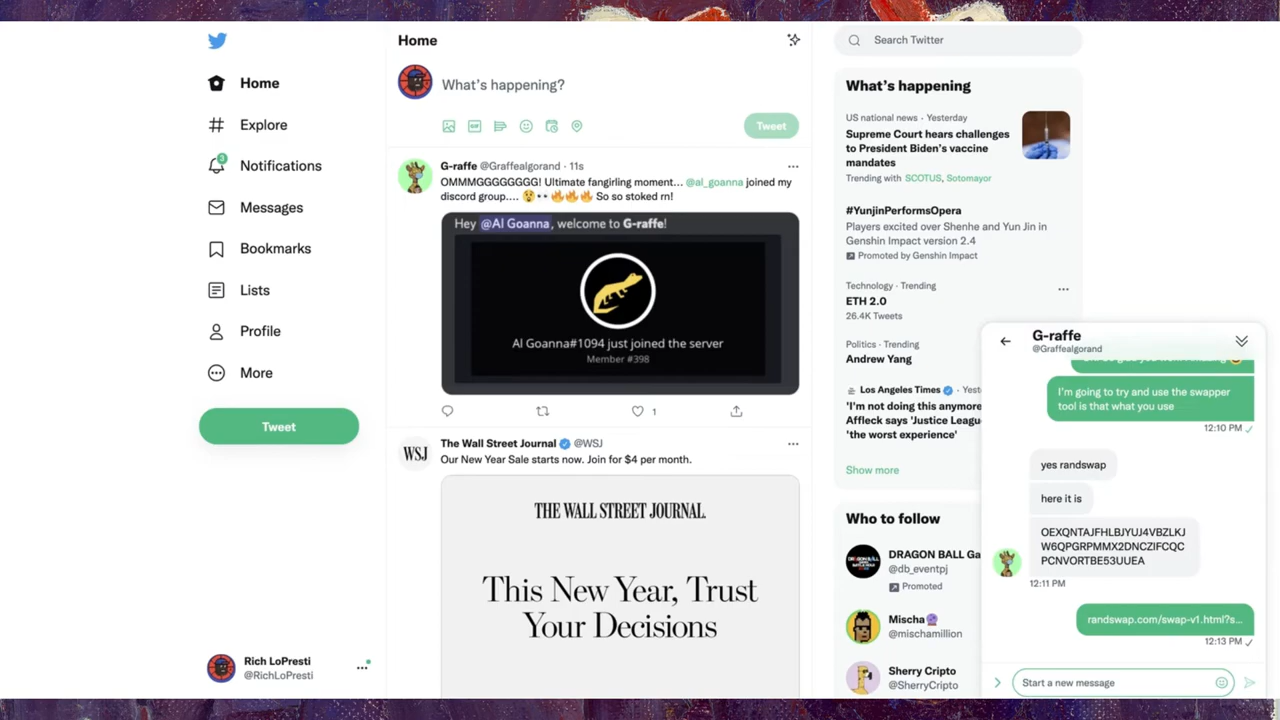 Home
Explore
Notifications
3
Messages
Bookmarks
Lists
Profile
More
Tweet
Rich LoPresti
@RichLoPresti
Home
What's happening?
GIF
Tweet
G-raffe @Graffealgorand · 11s
OMMMGGGGGGGG! Ultimate fangirling moment... @al_goanna joined my
discord group.... 😲👀 🔥🔥🔥 So so stoked rn!
Hey @Al Goanna, welcome to G-raffe!
Al Goanna#1094 just joined the server
Member #398
1
WSJ
The Wall Street Journal @WSJ
Our New Year Sale starts now. Join for $4 per month.
THE WALL STREET JOURNAL.
This New Year, Trust
Your Decisions
Search Twitter
What's happening
US national news · Yesterday
Supreme Court hears challenges
to President Biden's vaccine
mandates
Trending with SCOTUS, Sotomayor
#YunjinPerformsOpera
Players excited over Shenhe and Yun Jin in
Genshin Impact version 2.4
Promoted by Genshin Impact
Technology · Trending
ETH 2.0
26.4K Tweets
Politics · Trending
Andrew Yang
Los Angeles Times · Yest
'I'm not doing this anymore
Affleck says 'Justice Leagu
'the worst experience'
Show more
Who to follow
DRAGON BALL Ga
@db_eventpj
Promoted
Mischa🔮
@mischamillion
Sherry Cripto
@SherryCripto
G-raffe
@Graffealgorand
I'm going to try and use the swapper
tool is that what you use
12:10 PM
yes randswap
here it is
OEXQNTAJFHLBJYUJ4VBZLKJ
W6QPGRPMMX2DNCZIFCQC
PCNVORTBE53UUEA
12:11 PM
randswap.com/swap-v1.html?s...
12:13 PM
Start a new message